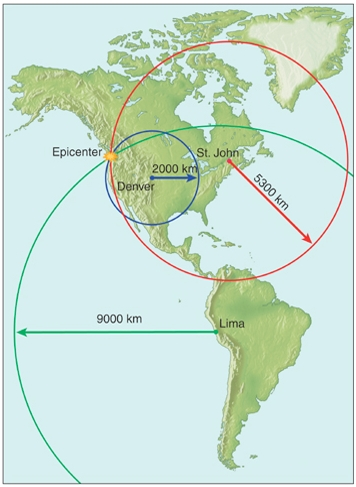 Epicenter
St. John
2000 km
Denver
5300 km
9000 km
Lima